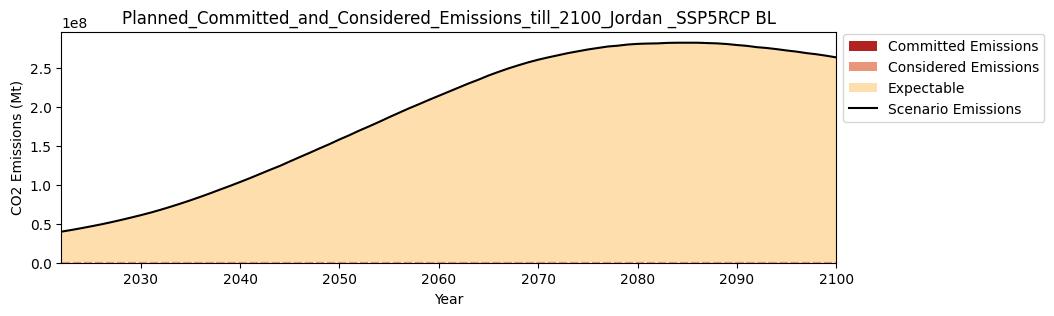 Planned_Committed_and_Considered_Emissions_till_2100_Jordan _SSP5RCP BL
1e8
CO2 Emissions (Mt)
2.5
2.0
1.5
1.0
0.5
0.0
2030 2040 2050 2060 2070 2080 2090 2100
Year
Committed Emissions
Considered Emissions
Expectable
Scenario Emissions